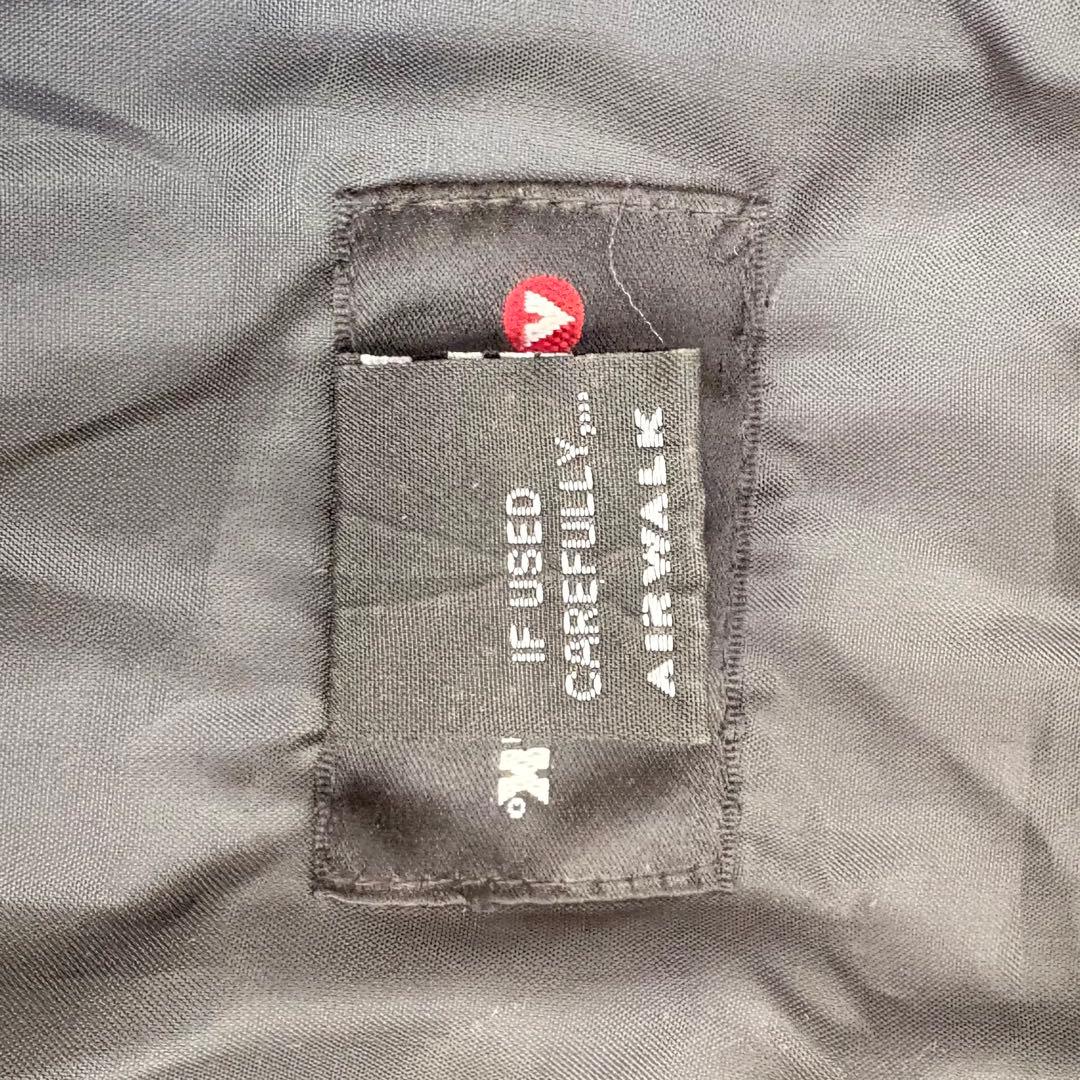 IF USED
CAREFULLY,,,,
AIRWALK